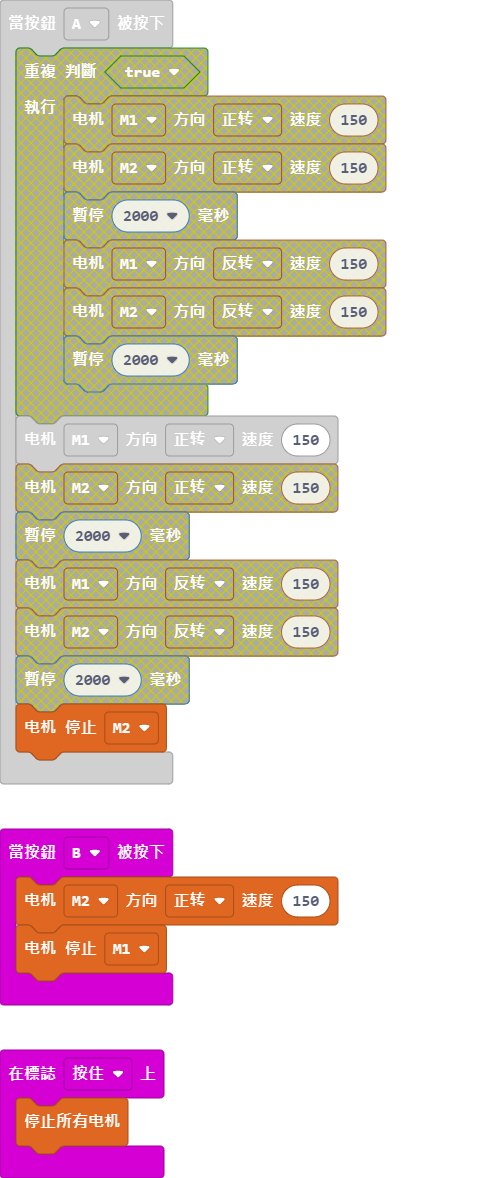 當按鈕 A 被按下
重複 判斷 true
執行
电机 M1 方向 正转 速度 150
电机 M2 方向 正转 速度 150
暫停 2000 毫秒
电机 M1 方向 反转 速度 150
电机 M2 方向 反转 速度 150
暫停 2000 毫秒
电机 M1 方向 正转 速度 150
电机 M2 方向 正转 速度 150
暫停 2000 毫秒
电机 M1 方向 反转 速度 150
电机 M2 方向 反转 速度 150
暫停 2000 毫秒
电机 停止 M2
當按鈕 B 被按下
电机 M2 方向 正转 速度 150
电机 停止 M1
在標誌 按住 上
停止所有电机